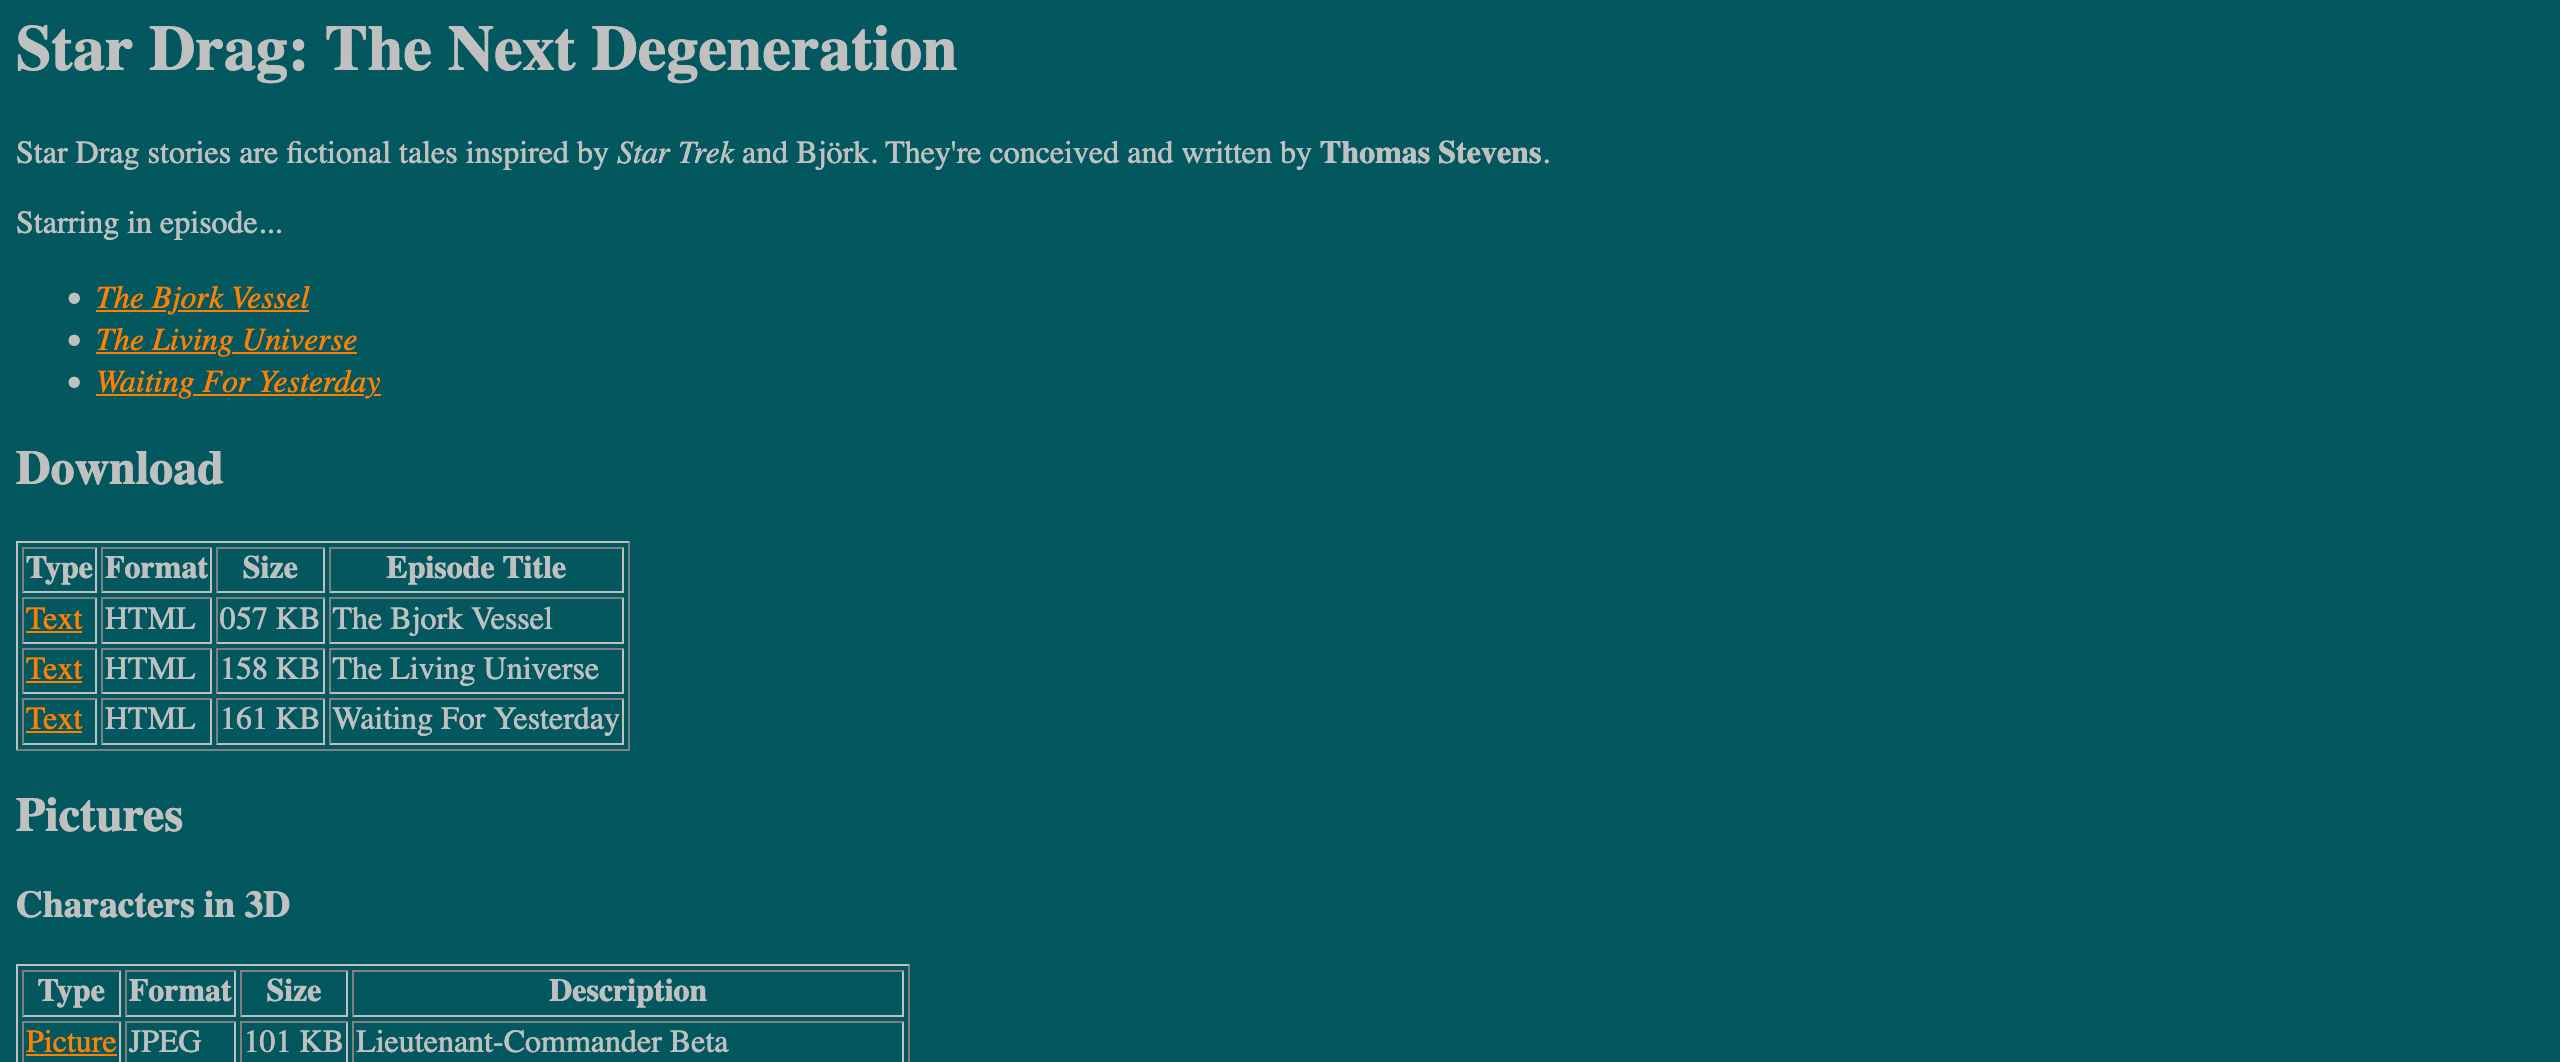 Star Drag: The Next Degeneration
Star Drag stories are fictional tales inspired by Star Trek and Björk. They're conceived and written by Thomas Stevens.
Starring in episode...
The Bjork Vessel
The Living Universe
Waiting For Yesterday
Download
Type Format Size Episode Title
Text HTML 057 KB The Bjork Vessel
Text HTML 158 KB The Living Universe
Text HTML 161 KB Waiting For Yesterday
Pictures
Characters in 3D
Type Format Size Description
Picture JPEG 101 KB Lieutenant-Commander Beta